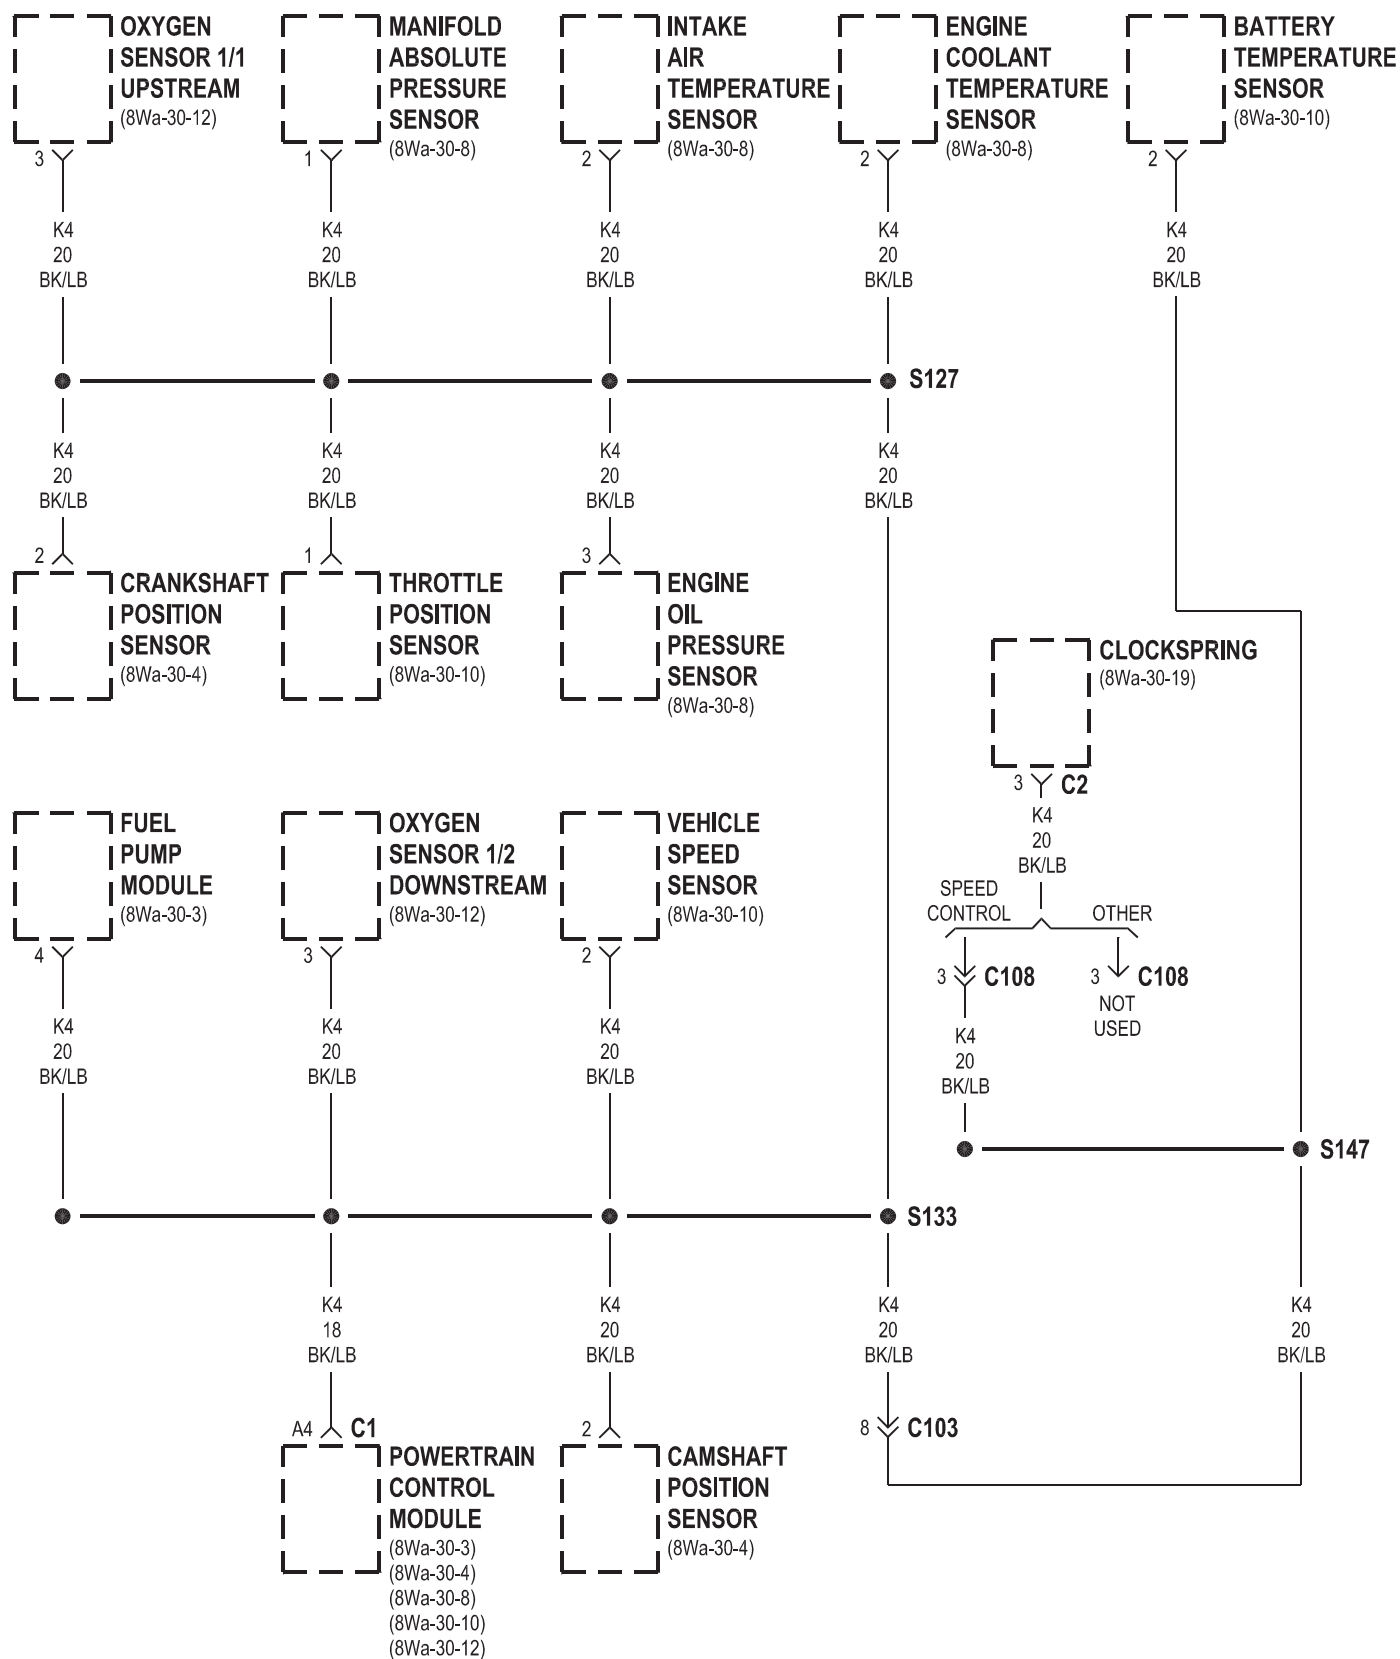 OXYGEN
SENSOR 1/1
UPSTREAM
(8Wa-30-12)
3
MANIFOLD
ABSOLUTE
PRESSURE
SENSOR
(8Wa-30-8)
1
INTAKE
AIR
TEMPERATURE
SENSOR
(8Wa-30-8)
2
ENGINE
COOLANT
TEMPERATURE
SENSOR
(8Wa-30-8)
2
BATTERY
TEMPERATURE
SENSOR
(8Wa-30-10)
2
K4
20
BK/LB
K4
20
BK/LB
K4
20
BK/LB
K4
20
BK/LB
K4
20
BK/LB
S127
K4
20
BK/LB
K4
20
BK/LB
K4
20
BK/LB
K4
20
BK/LB
2
CRANKSHAFT
POSITION
SENSOR
(8Wa-30-4)
1
THROTTLE
POSITION
SENSOR
(8Wa-30-10)
3
ENGINE
OIL
PRESSURE
SENSOR
(8Wa-30-8)
CLOCKSPRING
(8Wa-30-19)
3
C2
K4
20
BK/LB
SPEED
CONTROL
OTHER
3
C108
3
C108
NOT
USED
K4
20
BK/LB
S147
FUEL
PUMP
MODULE
(8Wa-30-3)
4
OXYGEN
SENSOR 1/2
DOWNSTREAM
(8Wa-30-12)
3
VEHICLE
SPEED
SENSOR
(8Wa-30-10)
2
K4
20
BK/LB
K4
20
BK/LB
K4
20
BK/LB
S133
K4
18
BK/LB
K4
20
BK/LB
K4
20
BK/LB
K4
20
BK/LB
A4
C1
POWERTRAIN
CONTROL
MODULE
(8Wa-30-3)
(8Wa-30-4)
(8Wa-30-8)
(8Wa-30-10)
(8Wa-30-12)
2
CAMSHAFT
POSITION
SENSOR
(8Wa-30-4)
8
C103